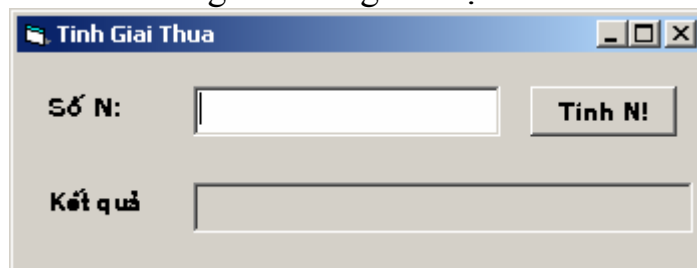 Tinh Giai Thua
Số N:
Tính N!
Kết quả